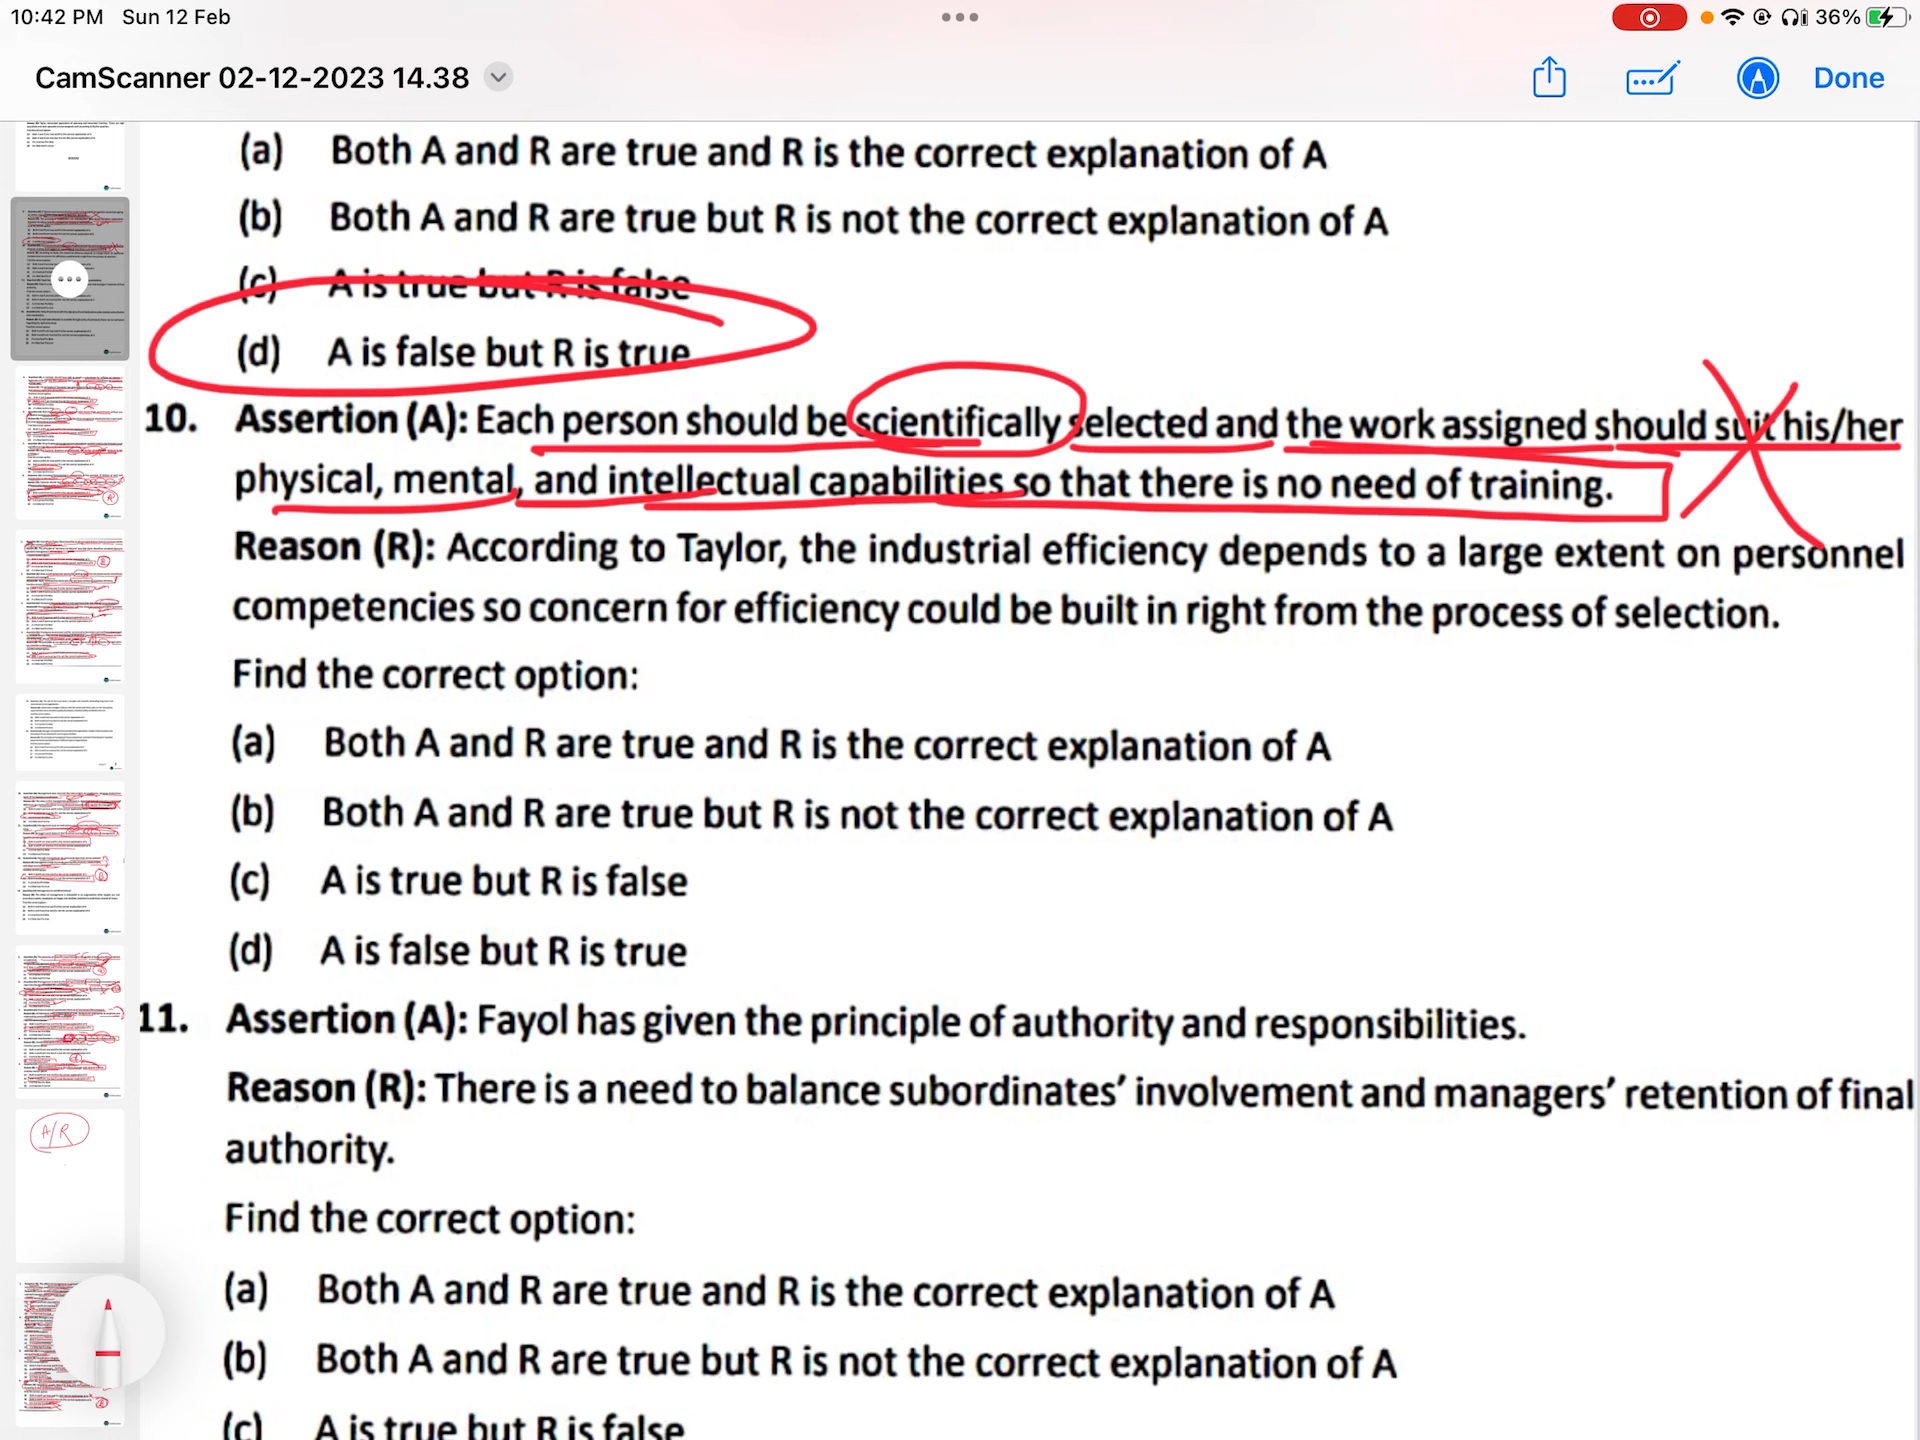 10:42 PM Sun 12 Feb
36%
CamScanner 02-12-2023 14.38
Done
(a) Both A and R are true and R is the correct explanation of A
(b) Both A and R are true but R is not the correct explanation of A
(c) A is true but R is false
(d) A is false but R is true
10. Assertion (A): Each person should be scientifically selected and the work assigned should suit his/her
physical, mental, and intellectual capabilities so that there is no need of training.
Reason (R): According to Taylor, the industrial efficiency depends to a large extent on personnel
competencies so concern for efficiency could be built in right from the process of selection.
Find the correct option:
(a) Both A and R are true and R is the correct explanation of A
(b) Both A and R are true but R is not the correct explanation of A
(c) A is true but R is false
(d) A is false but R is true
11. Assertion (A): Fayol has given the principle of authority and responsibilities.
Reason (R): There is a need to balance subordinates’ involvement and managers’ retention of final
authority.
Find the correct option:
(a) Both A and R are true and R is the correct explanation of A
(b) Both A and R are true but R is not the correct explanation of A
(c) A is true but R is false
A/R